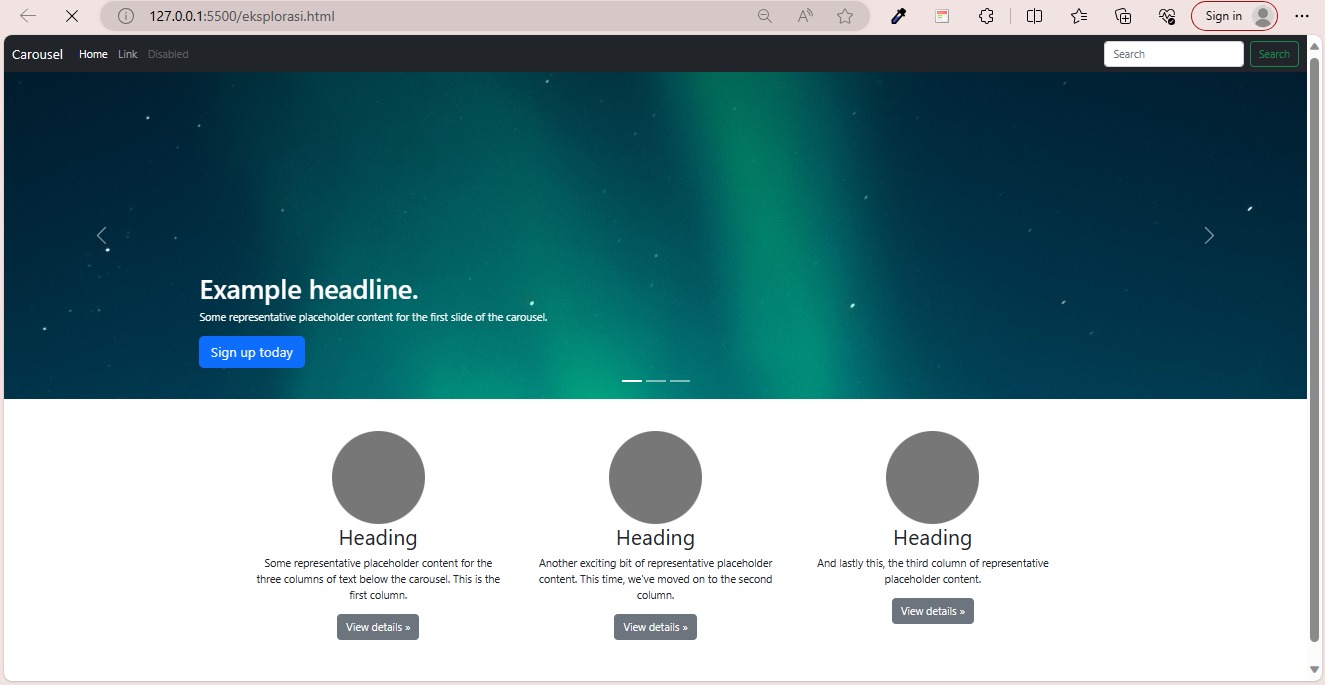 127.0.0.1:5500/eksplorasi.html
Sign in
Carousel Home Link Disabled
Search
Search
Example headline.
Some representative placeholder content for the first slide of the carousel.
Sign up today
Heading
Some representative placeholder content for the
three columns of text below the carousel. This is the
first column.
View details »
Heading
Another exciting bit of representative placeholder
content. This time, we've moved on to the second
column.
View details »
Heading
And lastly this, the third column of representative
placeholder content.
View details »